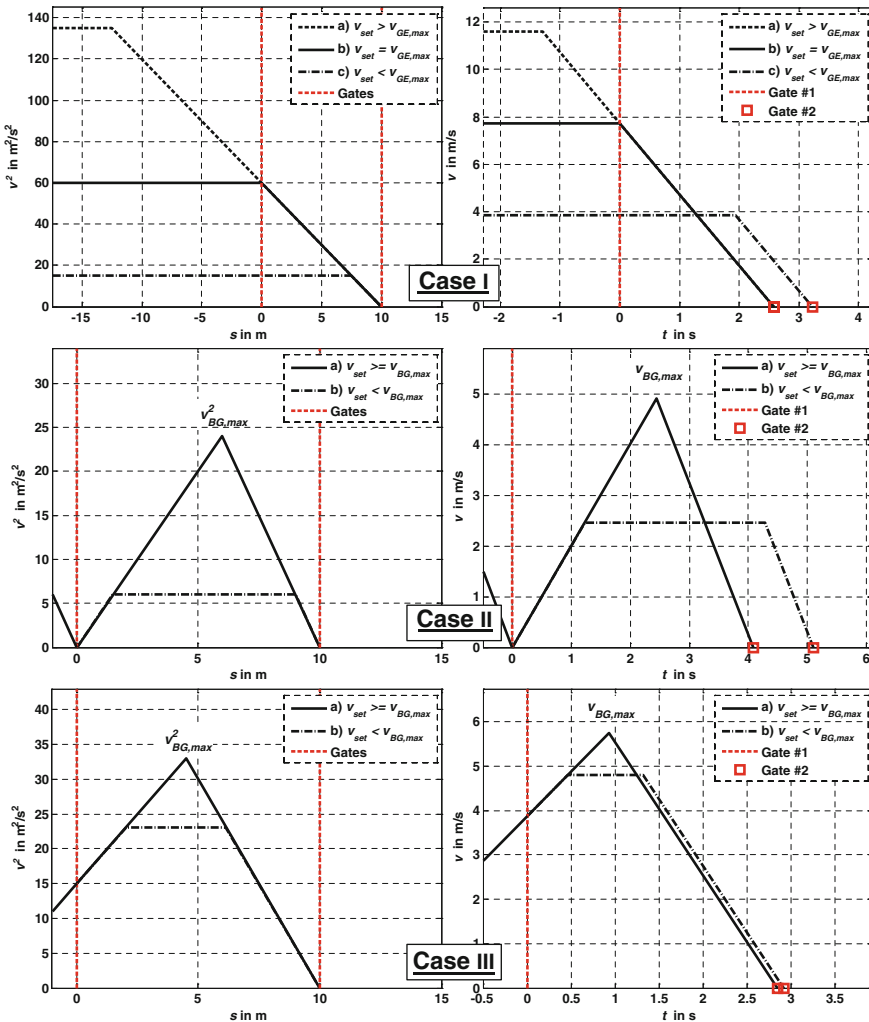 140
120
100
80
60
40
20
0
v² in m²/s²
-15 -10 -5 0 5 10 15
s in m
a) v_set > v_GE,max
b) v_set = v_GE,max
c) v_set < v_GE,max
Gates
12
10
8
6
4
2
0
v in m/s
-2 -1 0 1 2 3 4
t in s
a) v_set > v_GE,max
b) v_set = v_GE,max
c) v_set < v_GE,max
Gate #1
Gate #2
Case I
30
25
20
15
10
5
0
v² in m²/s²
0 5 10 15
s in m
v²_BG,max
a) v_set >= v_BG,max
b) v_set < v_BG,max
Gates
5
4
3
2
1
0
v in m/s
0 1 2 3 4 5 6
t in s
v_BG,max
a) v_set >= v_BG,max
b) v_set < v_BG,max
Gate #1
Gate #2
Case II
40
35
30
25
20
15
10
5
0
v² in m²/s²
0 5 10 15
s in m
v²_BG,max
a) v_set >= v_BG,max
b) v_set < v_BG,max
Gates
6
5
4
3
2
1
0
v in m/s
-0.5 0 0.5 1 1.5 2 2.5 3 3.5
t in s
v_BG,max
a) v_set >= v_BG,max
b) v_set < v_BG,max
Gate #1
Gate #2
Case III